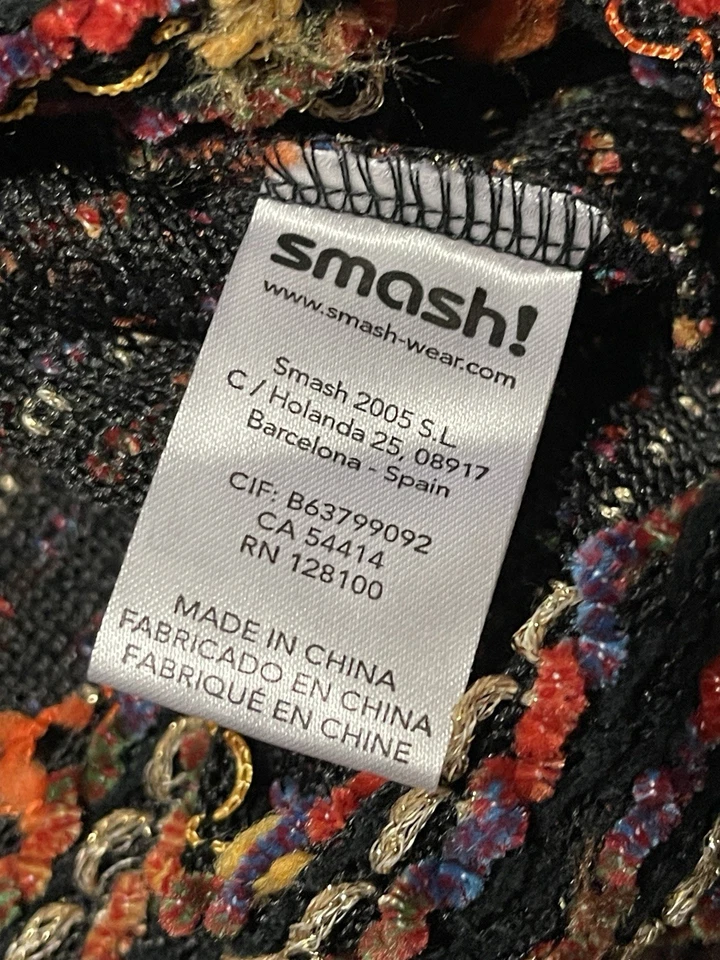 smash!
www.smash-wear.com
Smash 2005 S.L.
C / Holanda 25, 08917
Barcelona - Spain
CIF: B63799092
CA 54414
RN 128100
MADE IN CHINA
FABRICADO EN CHINA
FABRIQUÉ EN CHINE